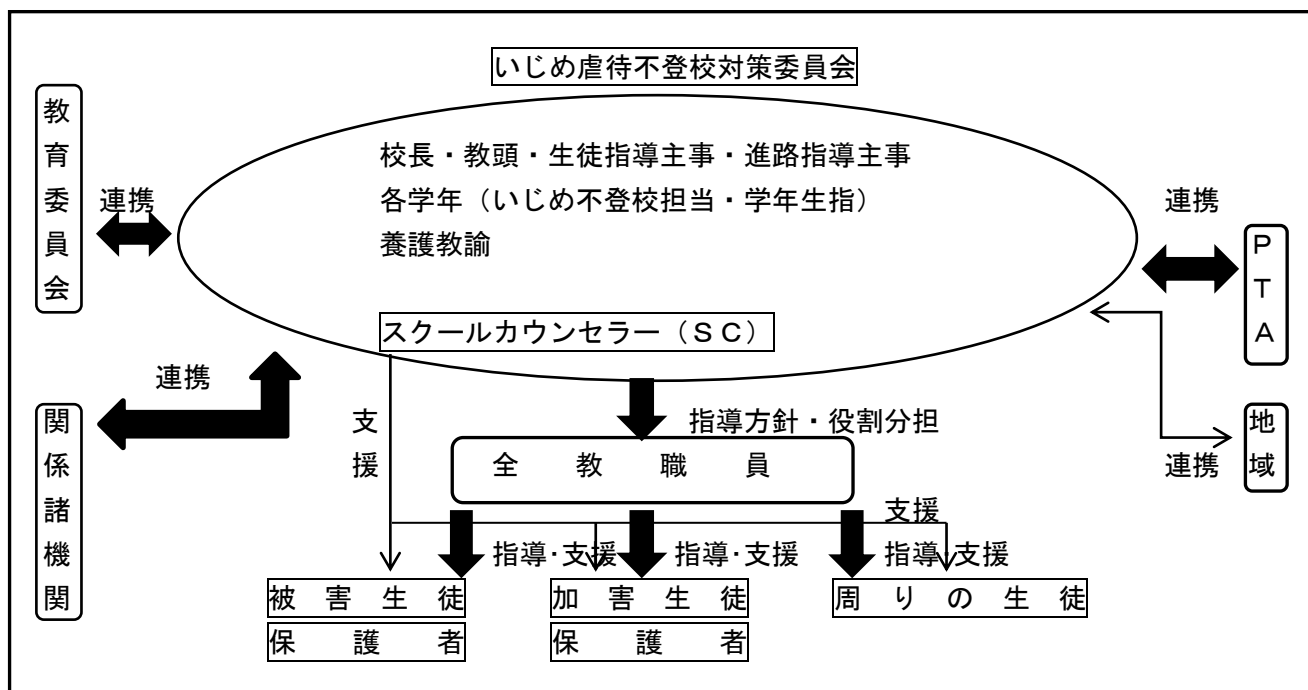 いじめ虐待不登校対策委員会
教育委員会
連携
校長・教頭・生徒指導主事・進路指導主事
各学年（いじめ不登校担当・学年生指）
養護教諭
連携
ＰＴＡ
スクールカウンセラー（ＳＣ）
連携
関係諸機関
支援
指導方針・役割分担
地域
連携
全教職員
支援
指導・支援
指導・支援
指導・支援
被害生徒
加害生徒
周りの生徒
保護者
保護者